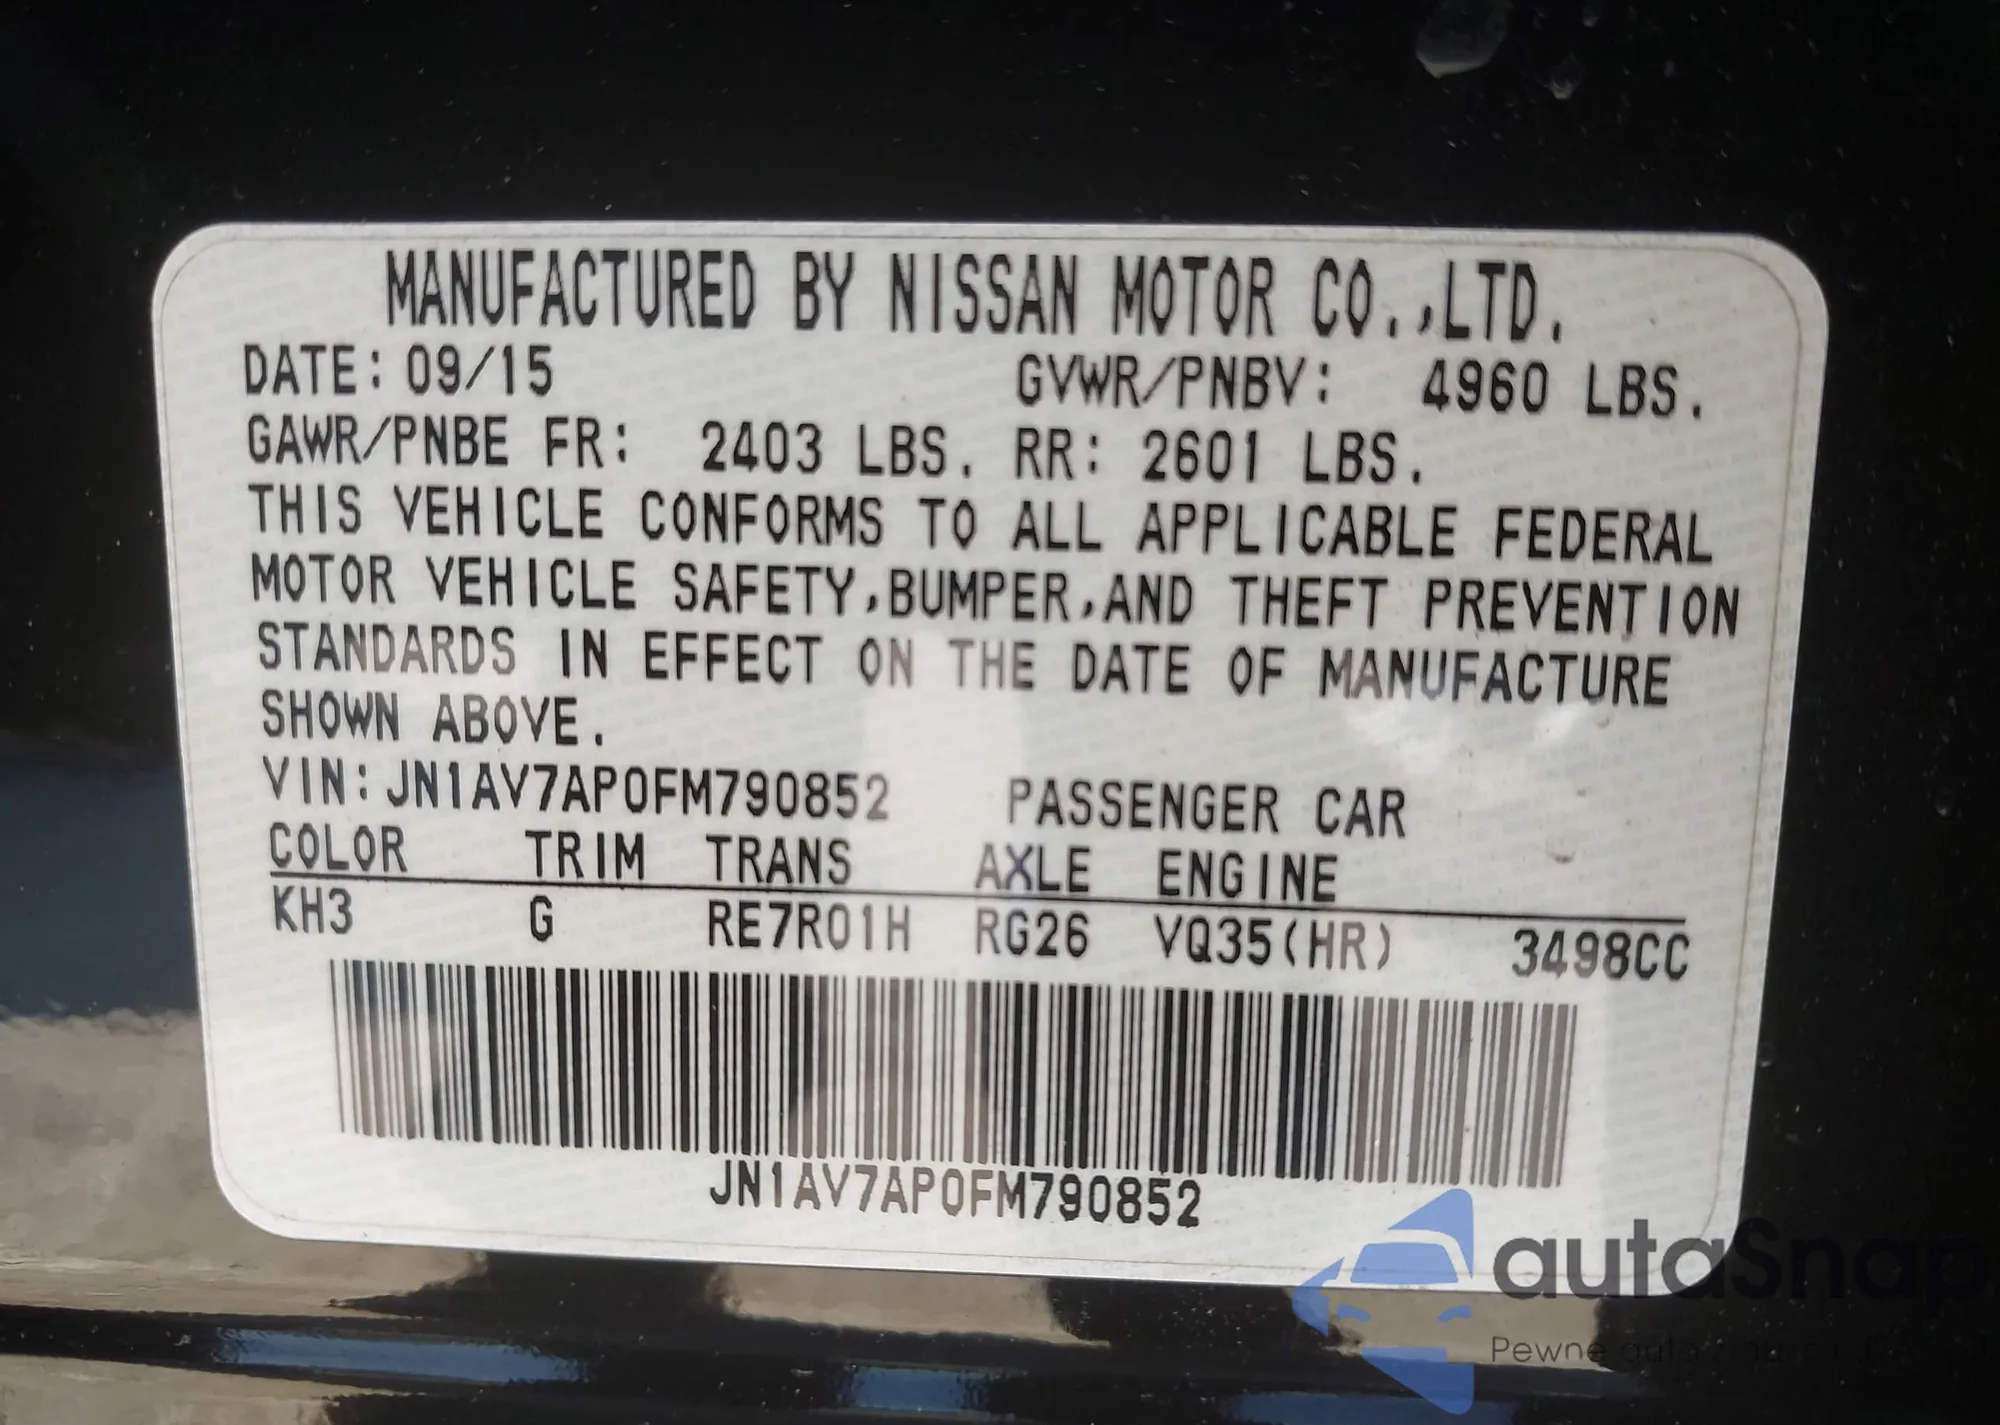 MANUFACTURED BY NISSAN MOTOR CO.,LTD.
DATE: 09/15 GVWR/PNBV: 4960 LBS.
GAWR/PNBE FR: 2403 LBS. RR: 2601 LBS.
THIS VEHICLE CONFORMS TO ALL APPLICABLE FEDERAL
MOTOR VEHICLE SAFETY,BUMPER,AND THEFT PREVENTION
STANDARDS IN EFFECT ON THE DATE OF MANUFACTURE
SHOWN ABOVE.
VIN:JN1AV7AP0FM790852 PASSENGER CAR
COLOR TRIM TRANS AXLE ENGINE
KH3 G RE7R01H RG26 VQ35(HR) 3498CC
JN1AV7AP0FM790852
autaSnap
Pewne auta